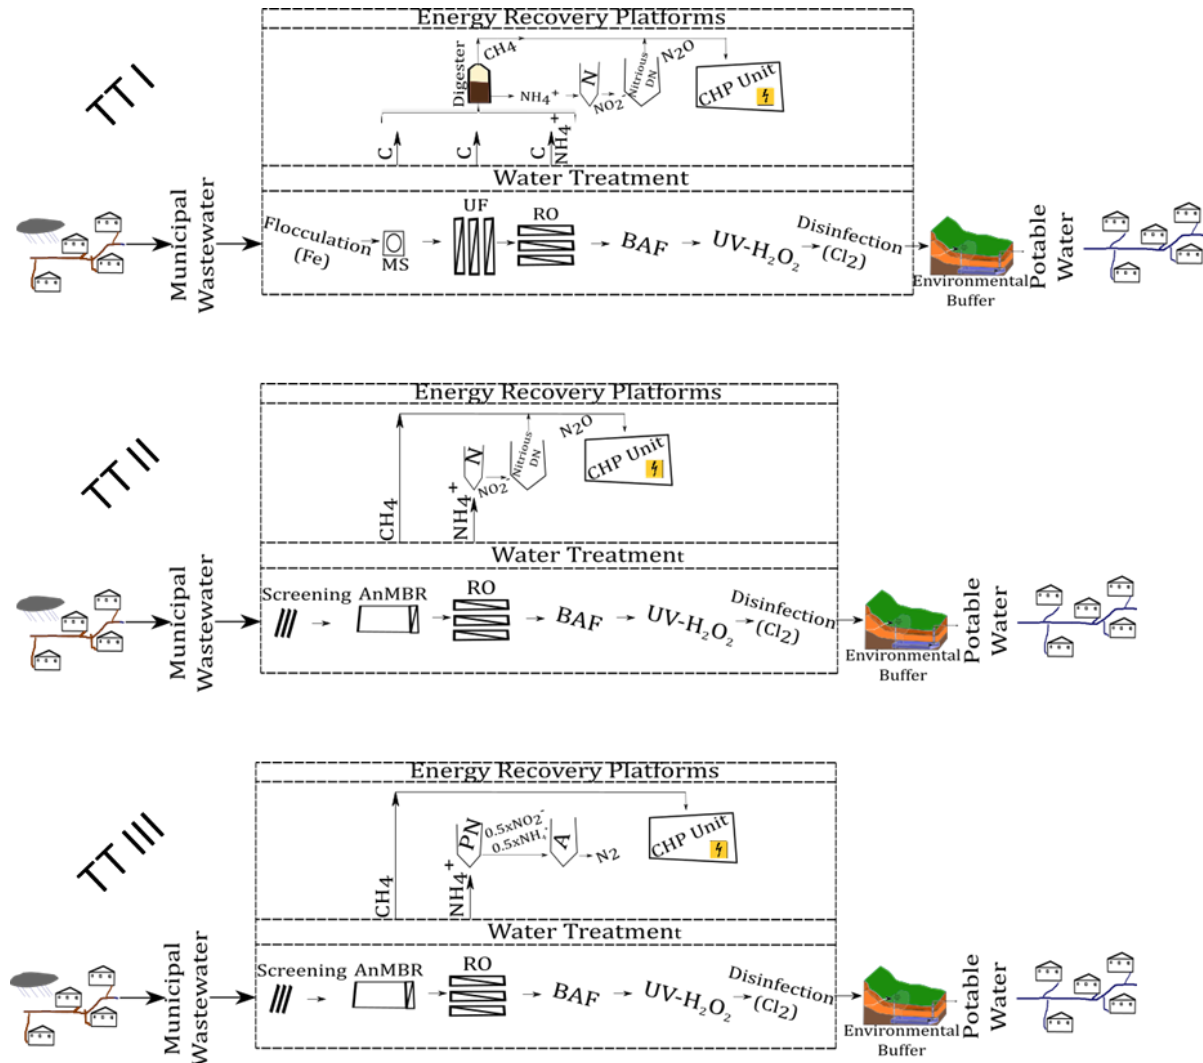 Energy Recovery Platforms
TT I
Digester
CH4
NH4+
N
NO2-
Nitrious
DN
N2O
CHP Unit
C
C
C
NH4+
Water Treatment
Municipal
Wastewater
Flocculation
(Fe)
MS
UF
RO
BAF
UV-H2O2
Disinfection
(Cl2)
Environmental
Buffer
Potable
Water
Energy Recovery Platforms
TT II
CH4
NH4+
N
NO2-
Nitrious
DN
N2O
CHP Unit
Water Treatment
Municipal
Wastewater
Screening
AnMBR
RO
BAF
UV-H2O2
Disinfection
(Cl2)
Environmental
Buffer
Potable
Water
Energy Recovery Platforms
TT III
CH4
NH4+
PN
0.5xNO2-
0.5xNH4+
A
N2
CHP Unit
Water Treatment
Municipal
Wastewater
Screening
AnMBR
RO
BAF
UV-H2O2
Disinfection
(Cl2)
Environmental
Buffer
Potable
Water